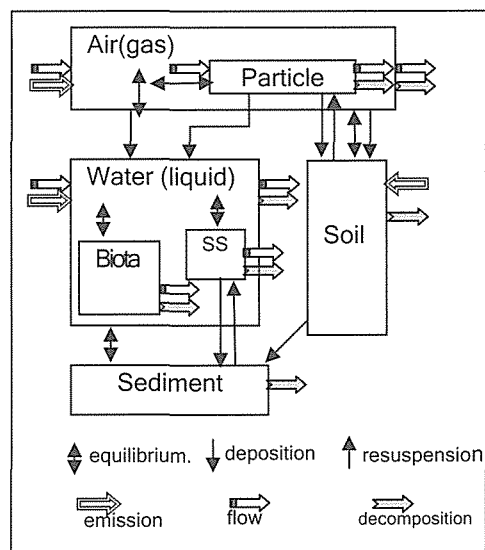 Air(gas)
Particle
Water (liquid)
Biota
SS
Soil
Sediment
equilibrium.
deposition
resuspension
emission
flow
decomposition